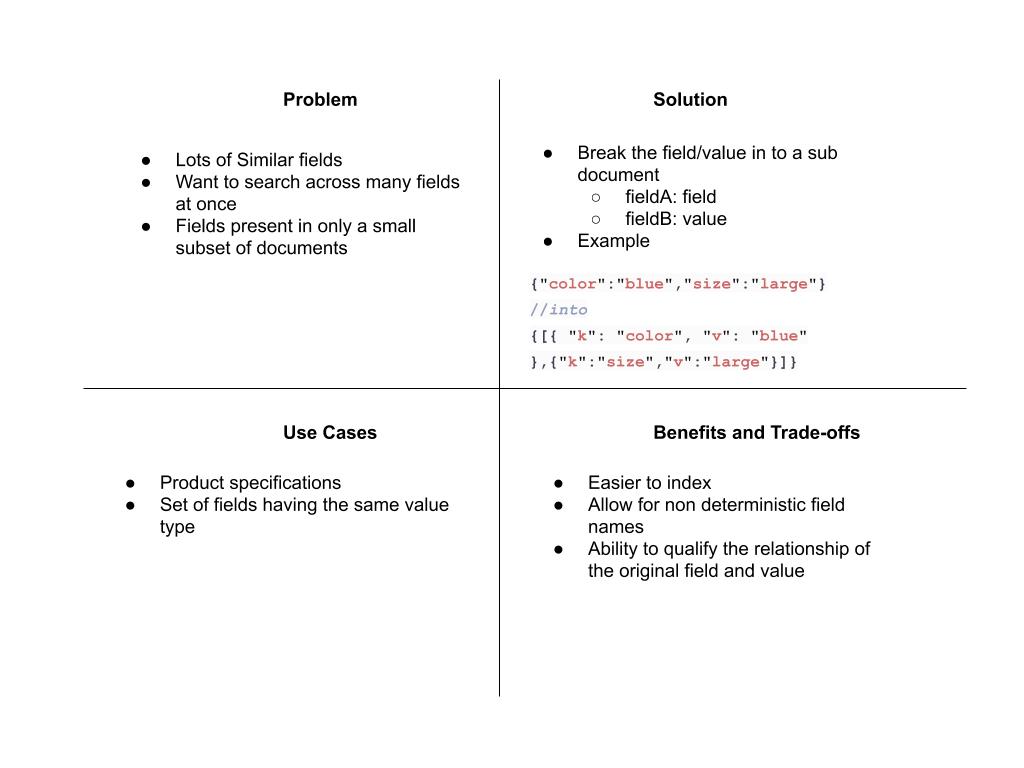 Problem
● Lots of Similar fields
● Want to search across many fields
at once
● Fields present in only a small
subset of documents
Solution
● Break the field/value in to a sub
document
○ fieldA: field
○ fieldB: value
● Example
{"color":"blue","size":"large"}
//into
{[{ "k": "color", "v": "blue"
},{"k":"size","v":"large"}]}
Use Cases
● Product specifications
● Set of fields having the same value
type
Benefits and Trade-offs
● Easier to index
● Allow for non deterministic field
names
● Ability to qualify the relationship of
the original field and value